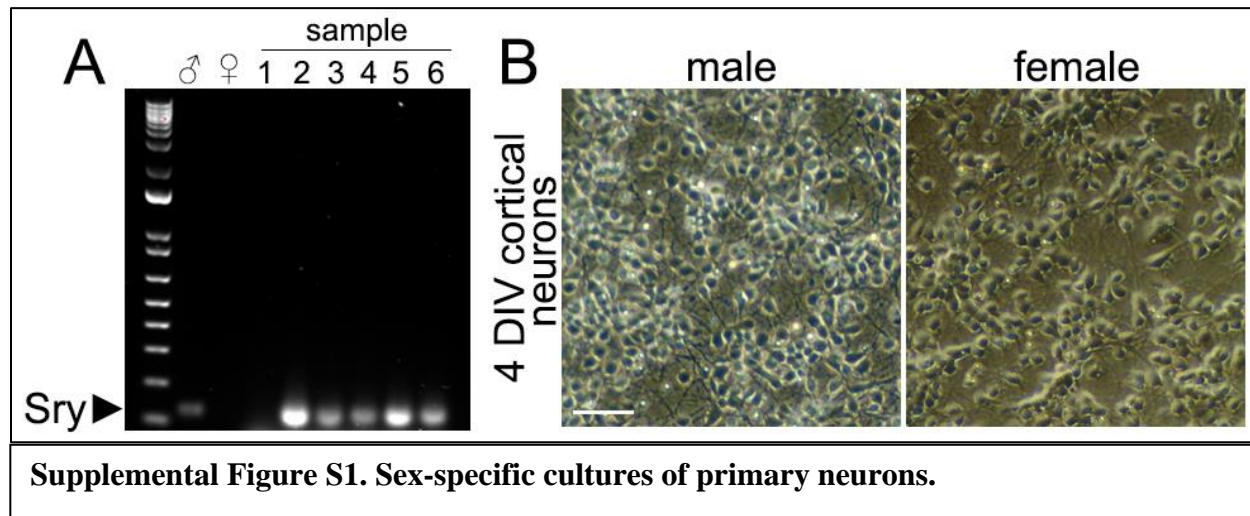 A
♂ ♀
sample
1 2 3 4 5 6
Sry
B
male
female
4 DIV cortical
neurons
Supplemental Figure S1. Sex-specific cultures of primary neurons.